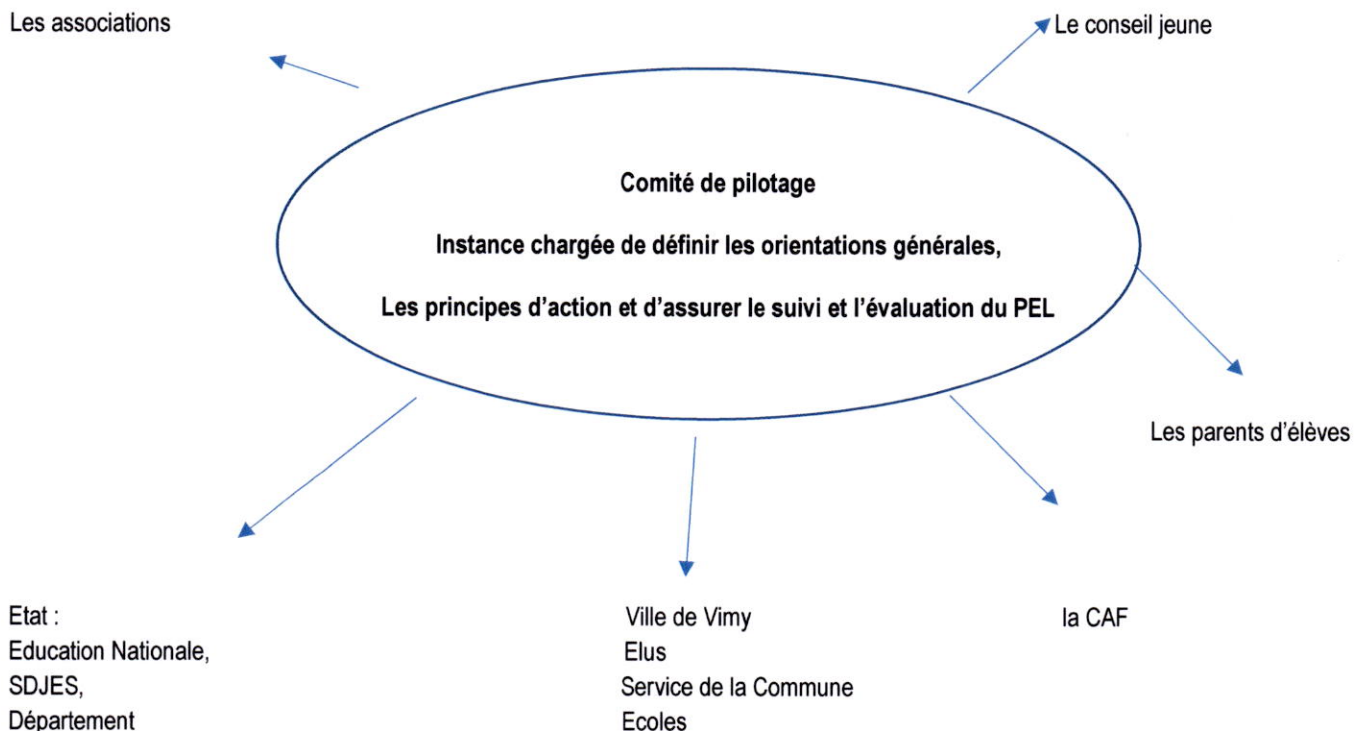 Les associations
Le conseil jeune
Comité de pilotage
Instance chargée de définir les orientations générales,
Les principes d'action et d'assurer le suivi et l'évaluation du PEL
Les parents d'élèves
Etat :
Education Nationale,
SDJES,
Département
Ville de Vimy
Elus
Service de la Commune
Ecoles
la CAF